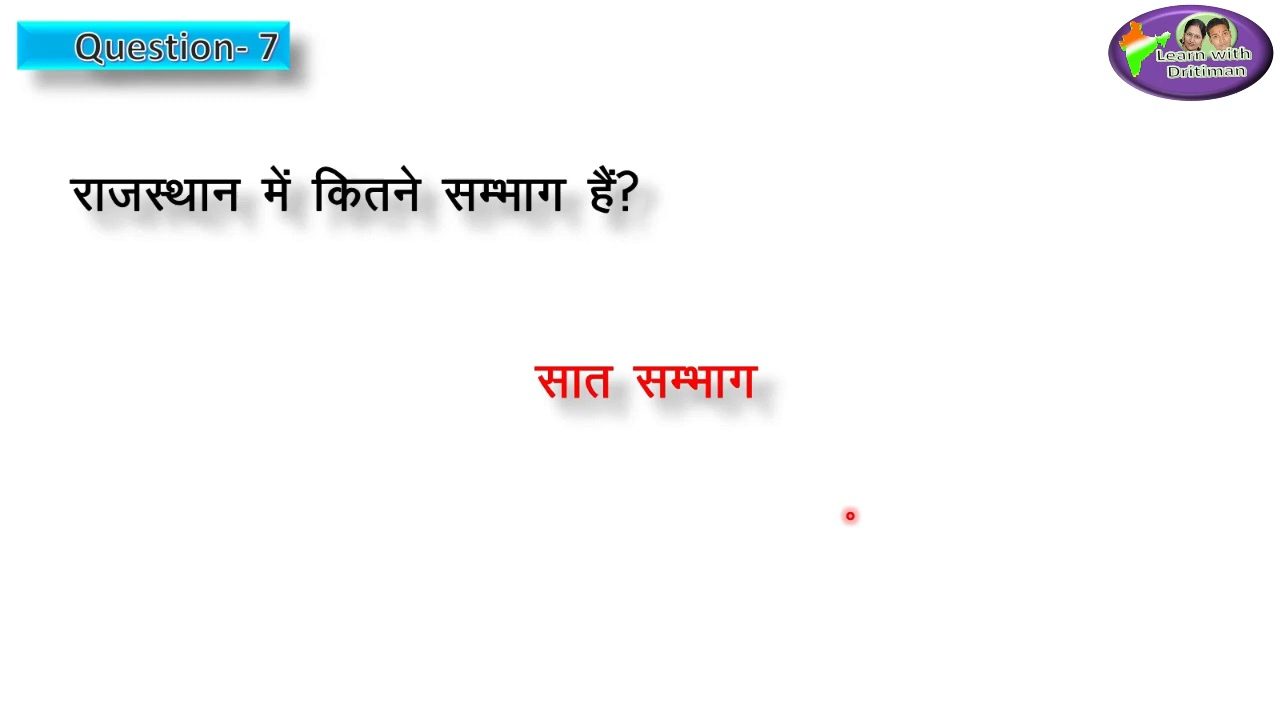 Question- 7
Learn with
Dritiman
राजस्थान में कितने सम्भाग हैं?
सात सम्भाग